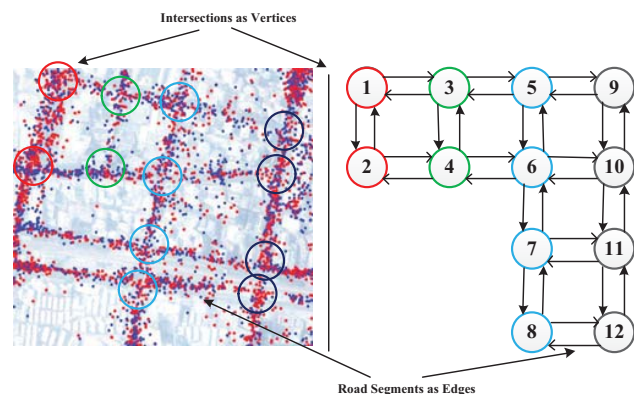 Intersections as Vertices
1 3 5 9
2 4 6 10
7 11
8 12
Road Segments as Edges